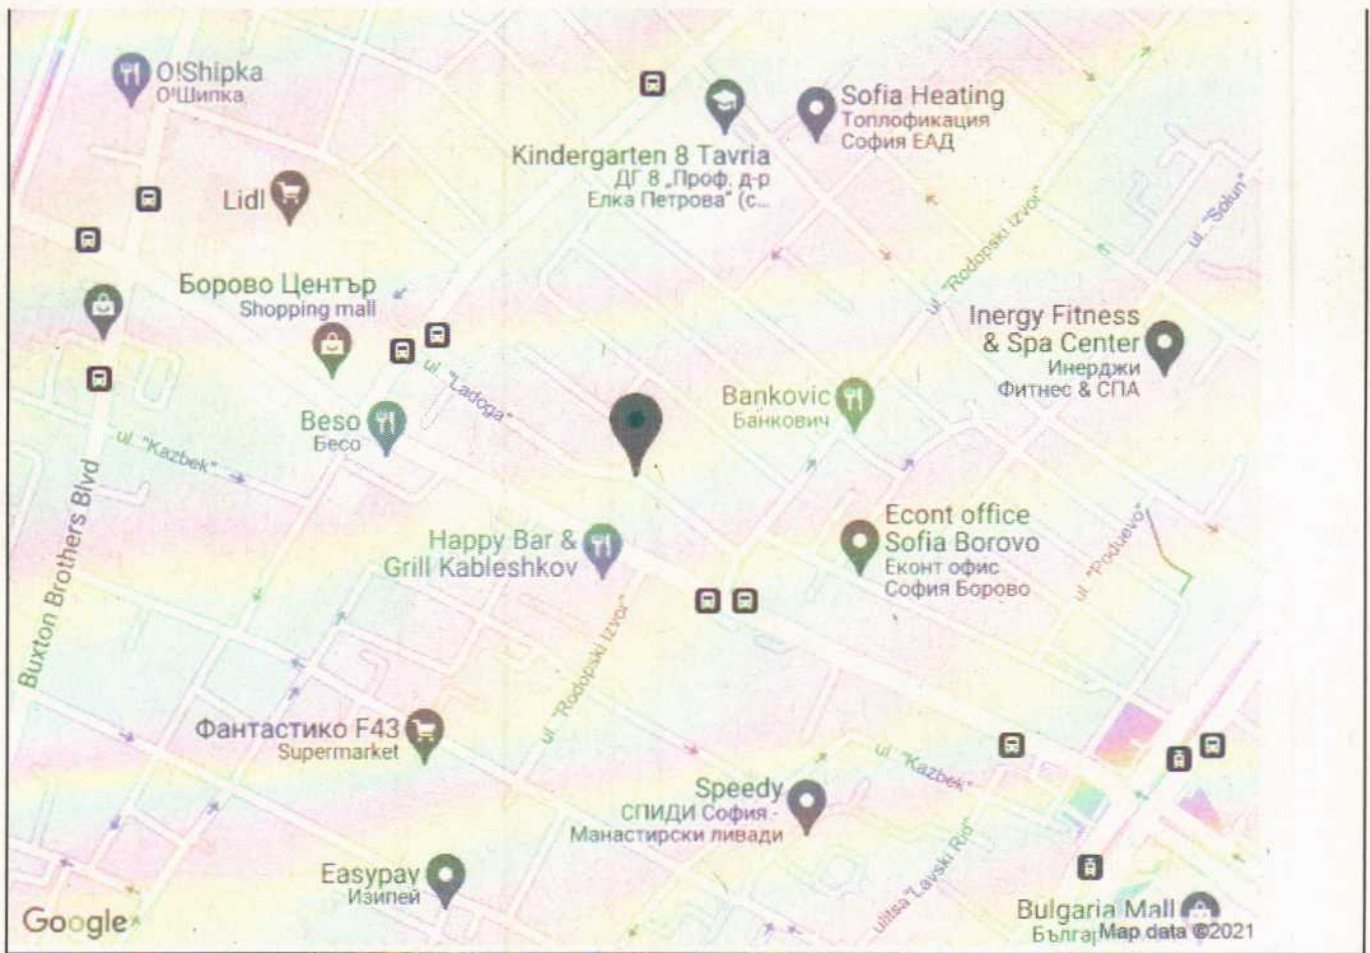 O!Shipka
О!Шипка
Sofia Heating
Топлофикация
София ЕАД
Kindergarten 8 Tavria
ДГ 8 „Проф. д-р
Елка Петрова" (с...
Lidl
ul. "Solun"
ul. "Rodopski Izvor"
Борово Център
Shopping mall
Inergy Fitness
& Spa Center
Инерджи
Фитнес & СПА
ul. "Ladoga"
Bankovic
Банкович
Beso
Бесо
ul. "Kazbek"
Buxton Brothers Blvd
Happy Bar &
Grill Kableshkov
Econt office
Sofia Borovo
Еконт офис
София Борово
ul. "Poduevo"
ul. "Rodopski Izvor"
Фантастико F43
Supermarket
ul. "Kazbek"
Speedy
СПИДИ София -
Манастирски ливади
ulitsa "Lavski Rid"
Easypay
Изипей
Bulgaria Mall
Google
Map data ©2021